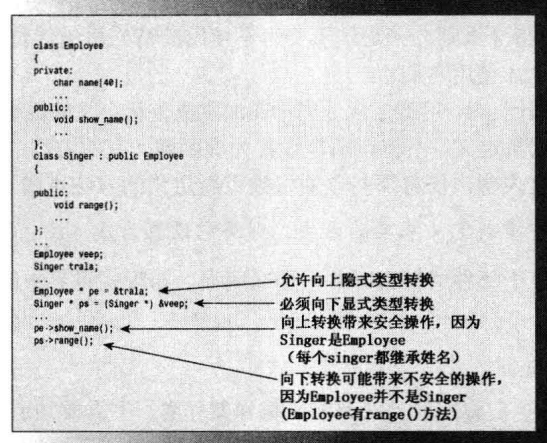 class Employee
{
private:
char name[40];
...
public:
void show_name();
...
};
class Singer : public Employee
{
...
public:
void range();
...
};
...
Employee veep;
Singer trala;
...
Employee * pe = &trala;
允许向上隐式类型转换
Singer * ps = (Singer *) &veep;
必须向下显式类型转换
...
pe->show_name();
向上转换带来安全操作，因为
Singer是Employee
（每个singer都继承姓名）
ps->range();
向下转换可能带来不安全的操作，
因为Employee并不是Singer
(Employee有range()方法)